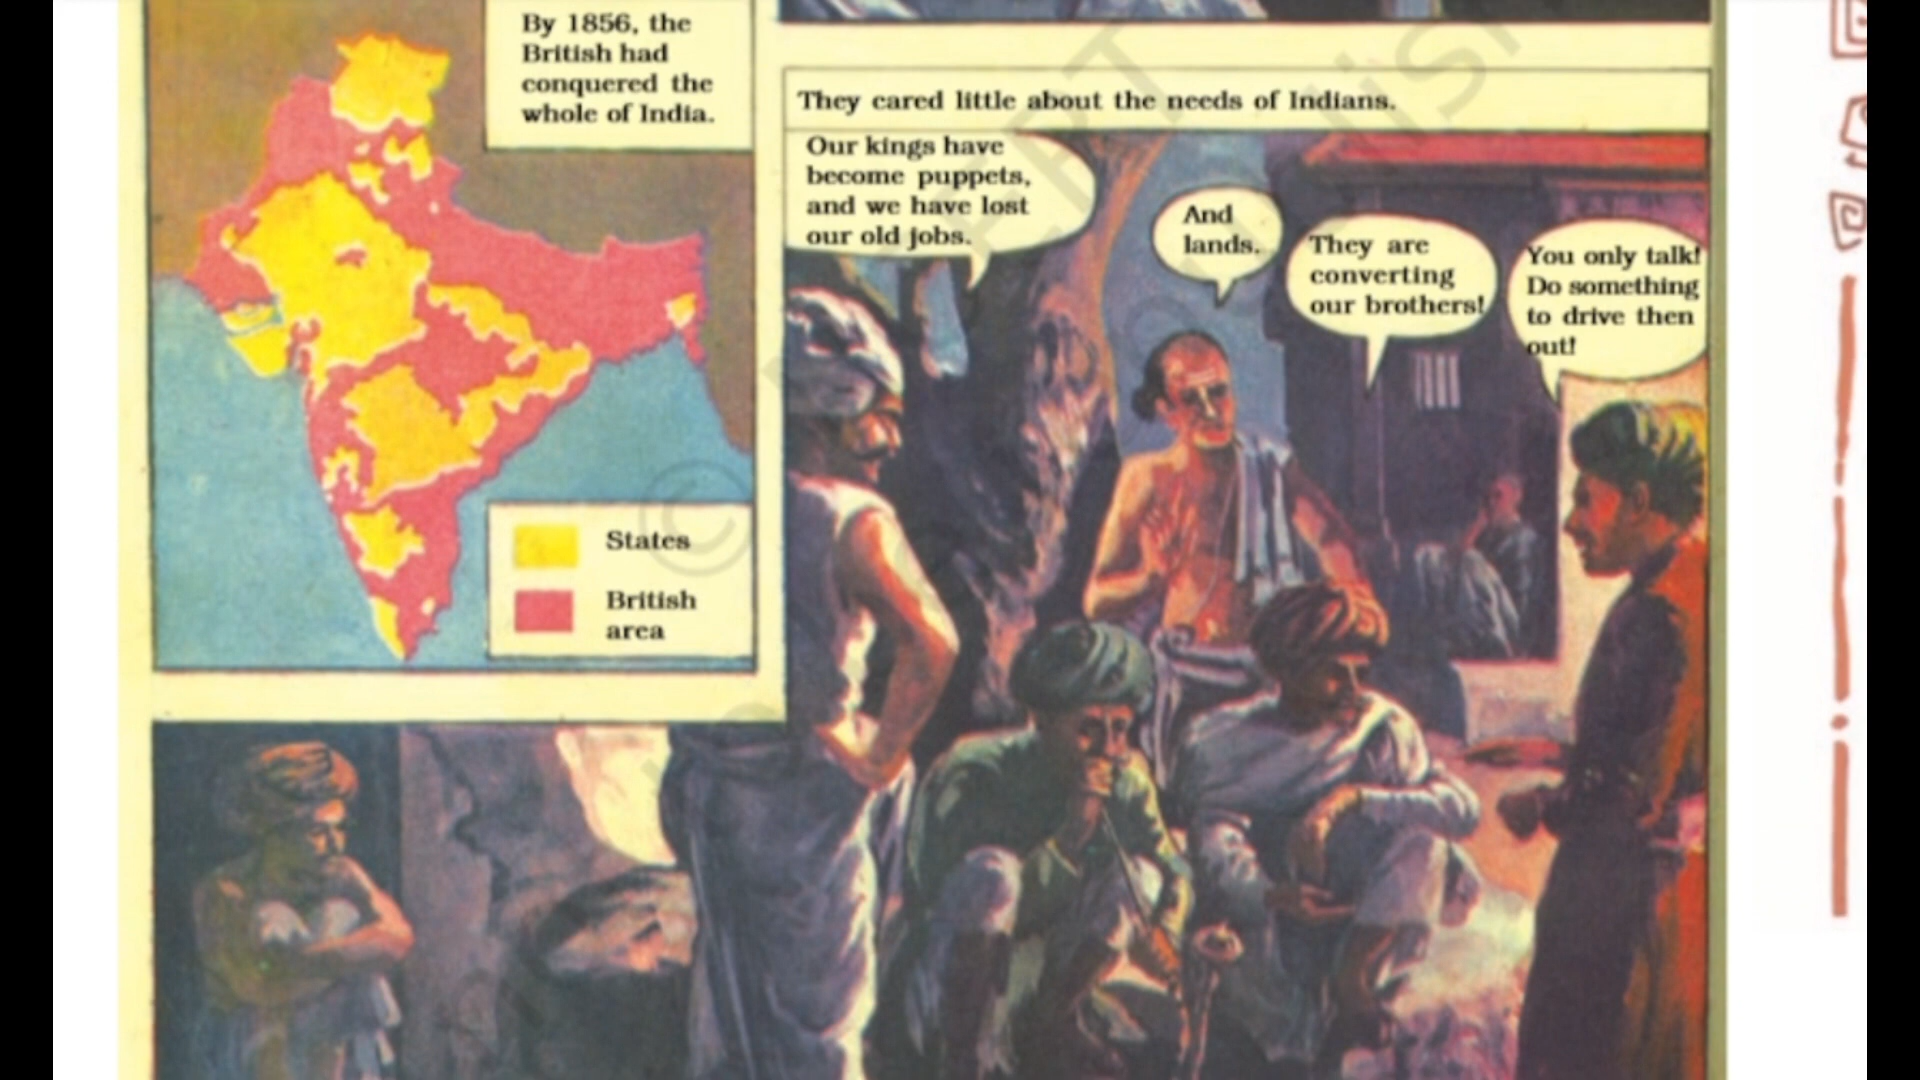 By 1856, the
British had
conquered the
whole of India.
States
British
area
They cared little about the needs of Indians.
Our kings have
become puppets,
and we have lost
our old jobs.
And
lands.
They are
converting
our brothers!
You only talk!
Do something
to drive then
out!